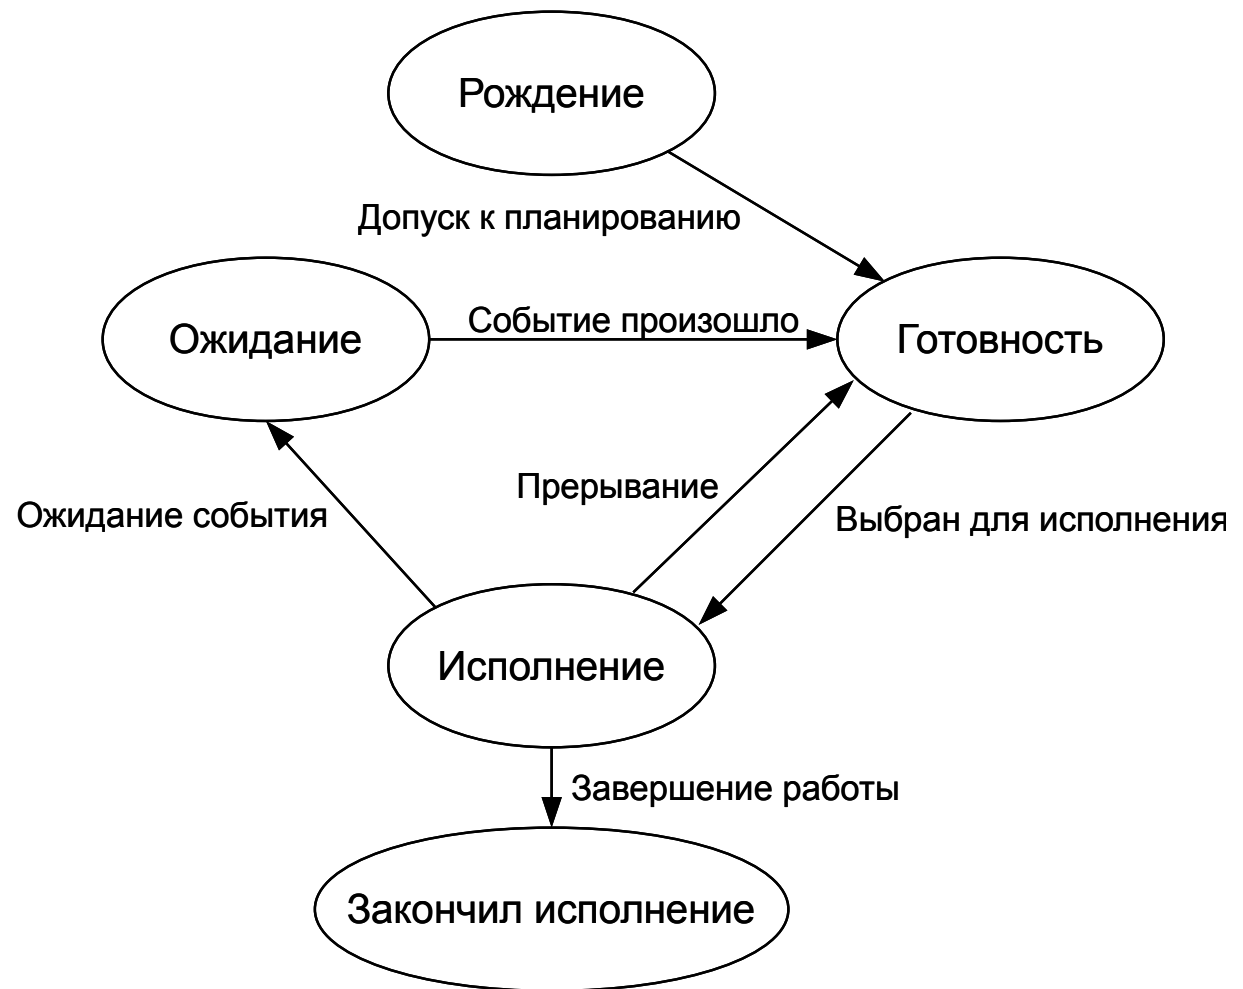 Рождение
Допуск к планированию
Ожидание
Событие произошло
Готовность
Прерывание
Ожидание события
Выбран для исполнения
Исполнение
Завершение работы
Закончил исполнение